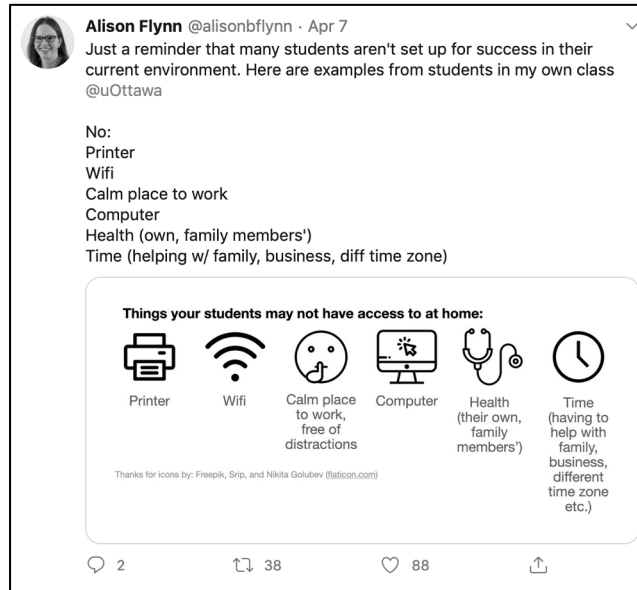 Alison Flynn @alisonbflynn · Apr 7
Just a reminder that many students aren't set up for success in their
current environment. Here are examples from students in my own class
@uOttawa
No:
Printer
Wifi
Calm place to work
Computer
Health (own, family members')
Time (helping w/ family, business, diff time zone)
Things your students may not have access to at home:
Printer
Wifi
Calm place
to work,
free of
distractions
Computer
Health
(their own,
family
members')
Time
(having to
help with
family,
business,
different
time zone
etc.)
Thanks for icons by: Freepik, Srip, and Nikita Golubev (flaticon.com)
2 38 88